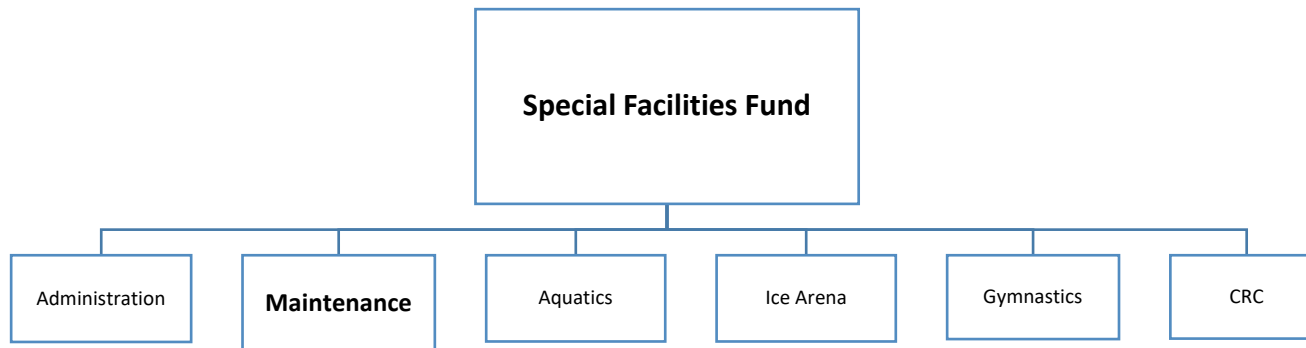 Special Facilities Fund
Administration
Maintenance
Aquatics
Ice Arena
Gymnastics
CRC